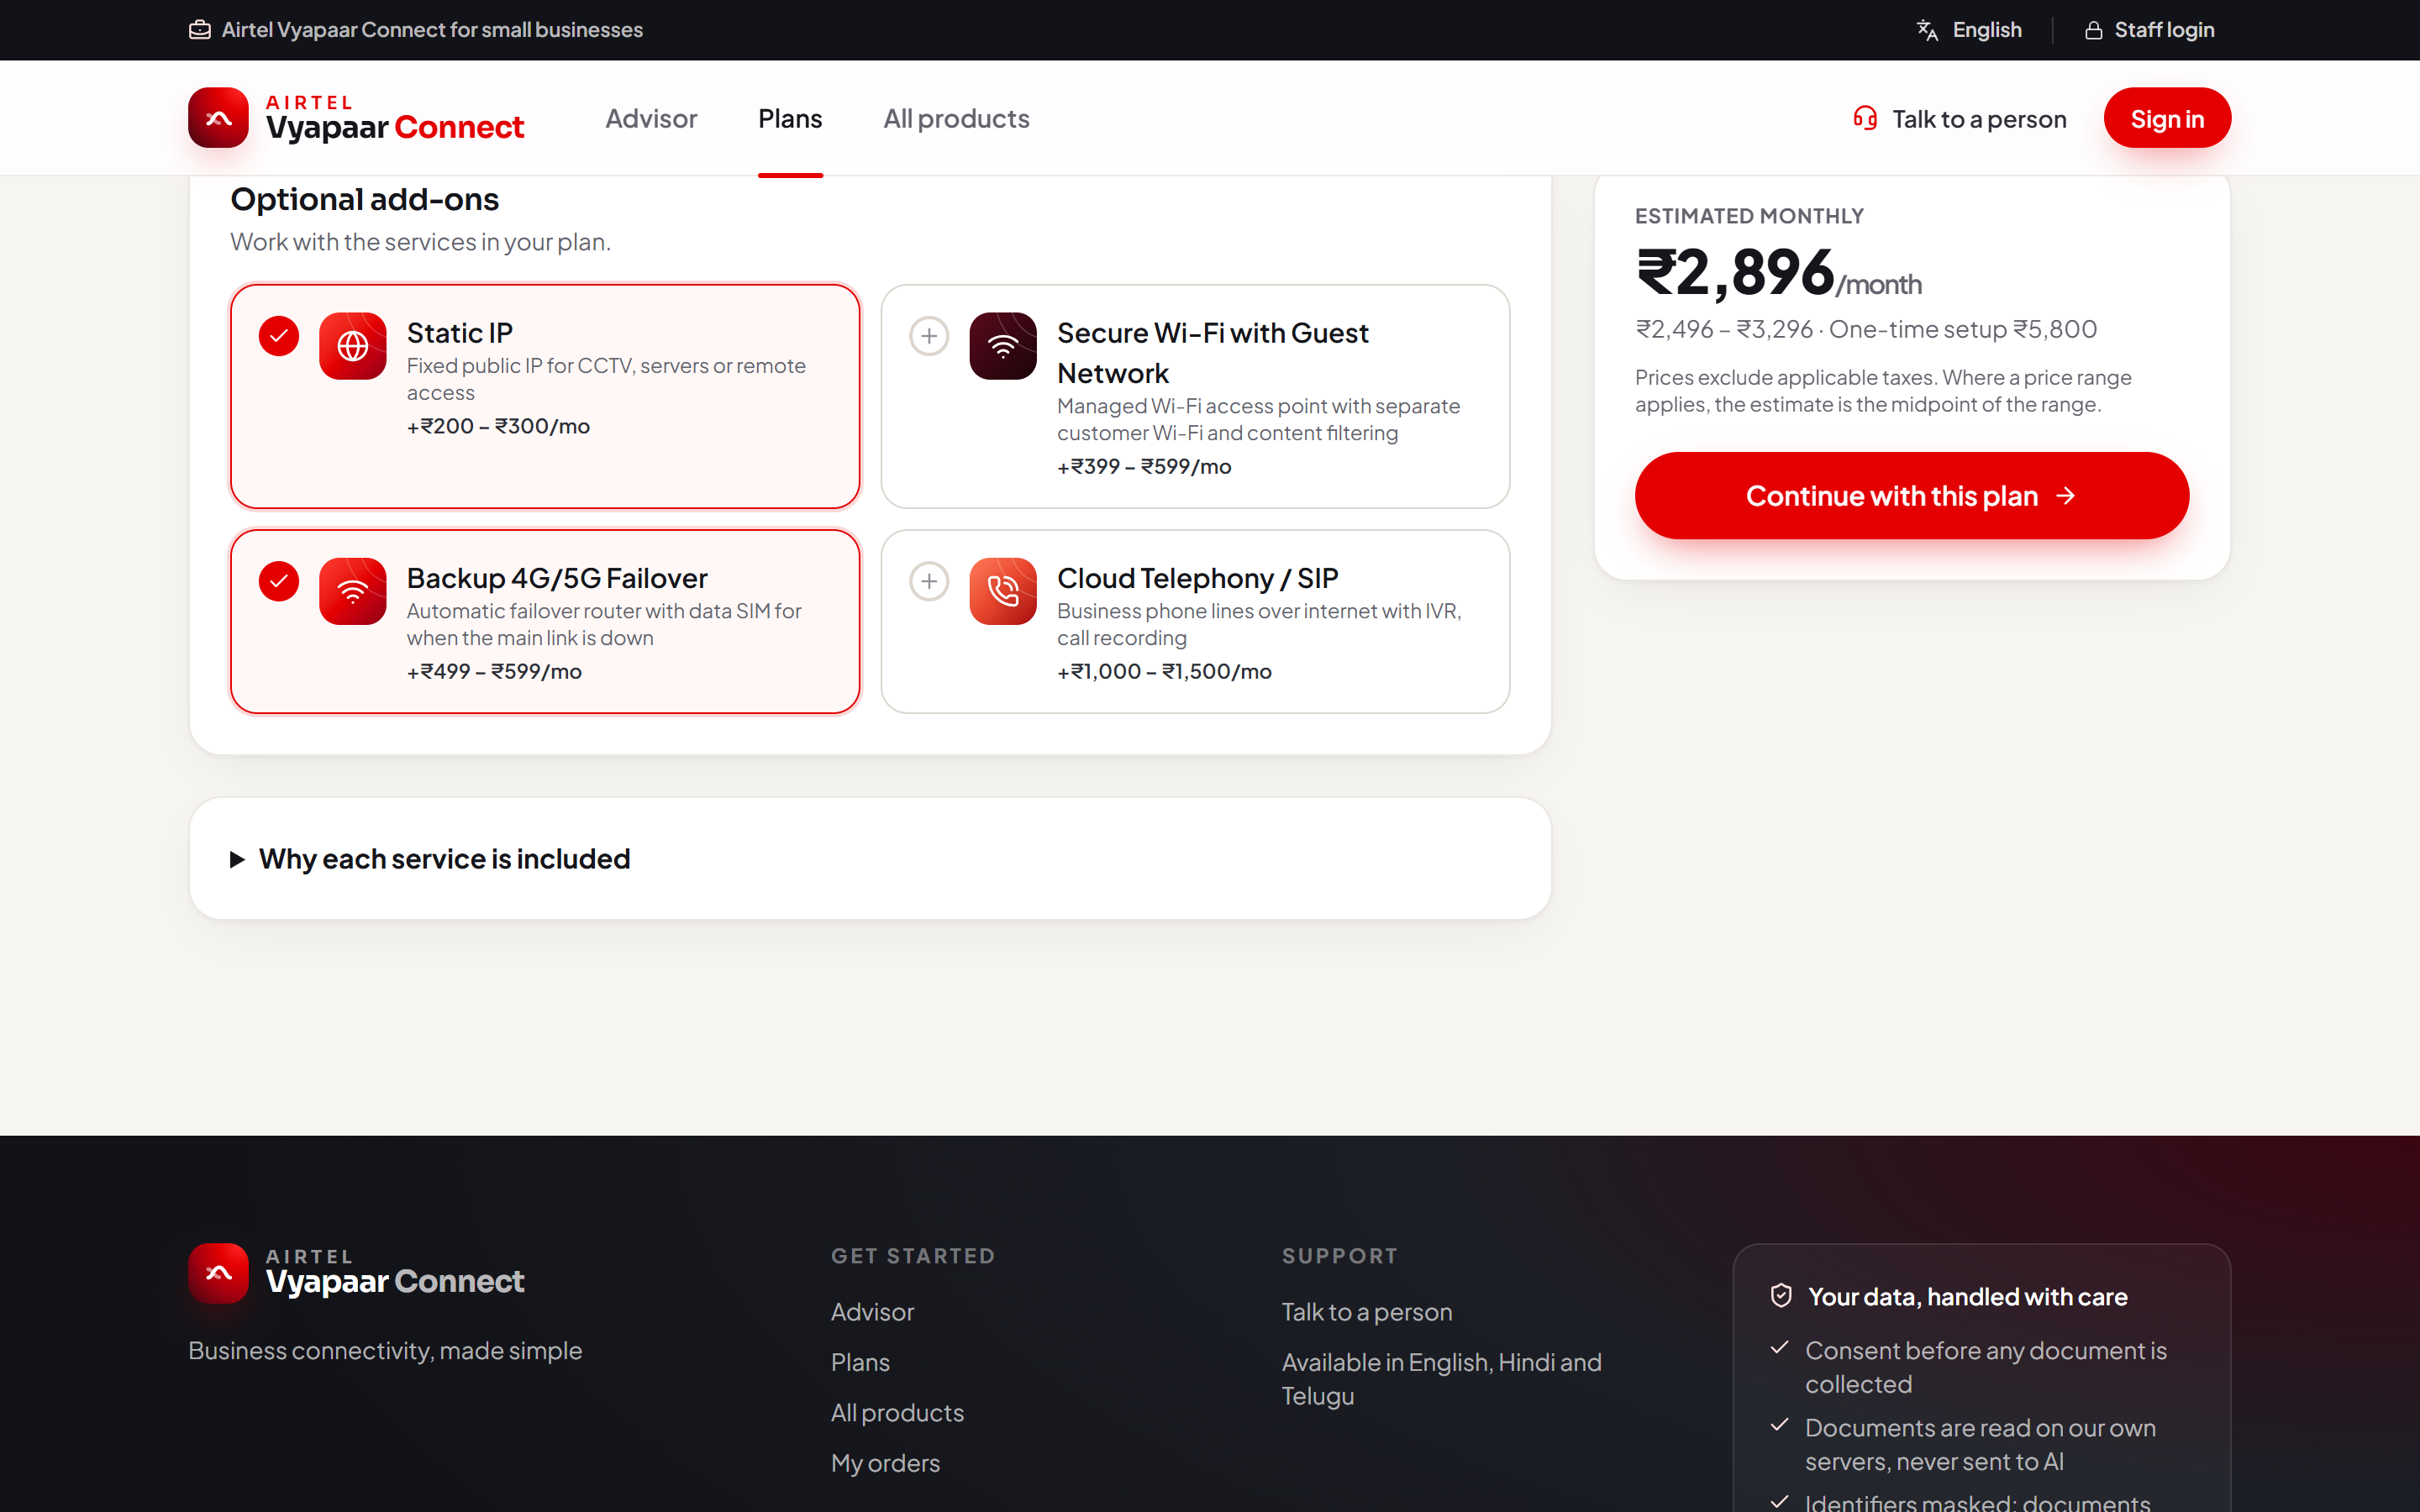 Airtel Vyapaar Connect for small businesses
English
Staff login
AIRTEL
Vyapaar Connect
Advisor
Plans
All products
Talk to a person
Sign in
Optional add-ons
Work with the services in your plan.
Static IP
Fixed public IP for CCTV, servers or remote
access
+₹200 – ₹300/mo
Secure Wi-Fi with Guest
Network
Managed Wi-Fi access point with separate
customer Wi-Fi and content filtering
+₹399 – ₹599/mo
Backup 4G/5G Failover
Automatic failover router with data SIM for
when the main link is down
+₹499 – ₹599/mo
Cloud Telephony / SIP
Business phone lines over internet with IVR,
call recording
+₹1,000 – ₹1,500/mo
ESTIMATED MONTHLY
₹2,896/month
₹2,496 – ₹3,296 · One-time setup ₹5,800
Prices exclude applicable taxes. Where a price range
applies, the estimate is the midpoint of the range.
Continue with this plan
Why each service is included
AIRTEL
Vyapaar Connect
Business connectivity, made simple
GET STARTED
Advisor
Plans
All products
My orders
SUPPORT
Talk to a person
Available in English, Hindi and
Telugu
Your data, handled with care
Consent before any document is
collected
Documents are read on our own
servers, never sent to AI
Identifiers masked; documents